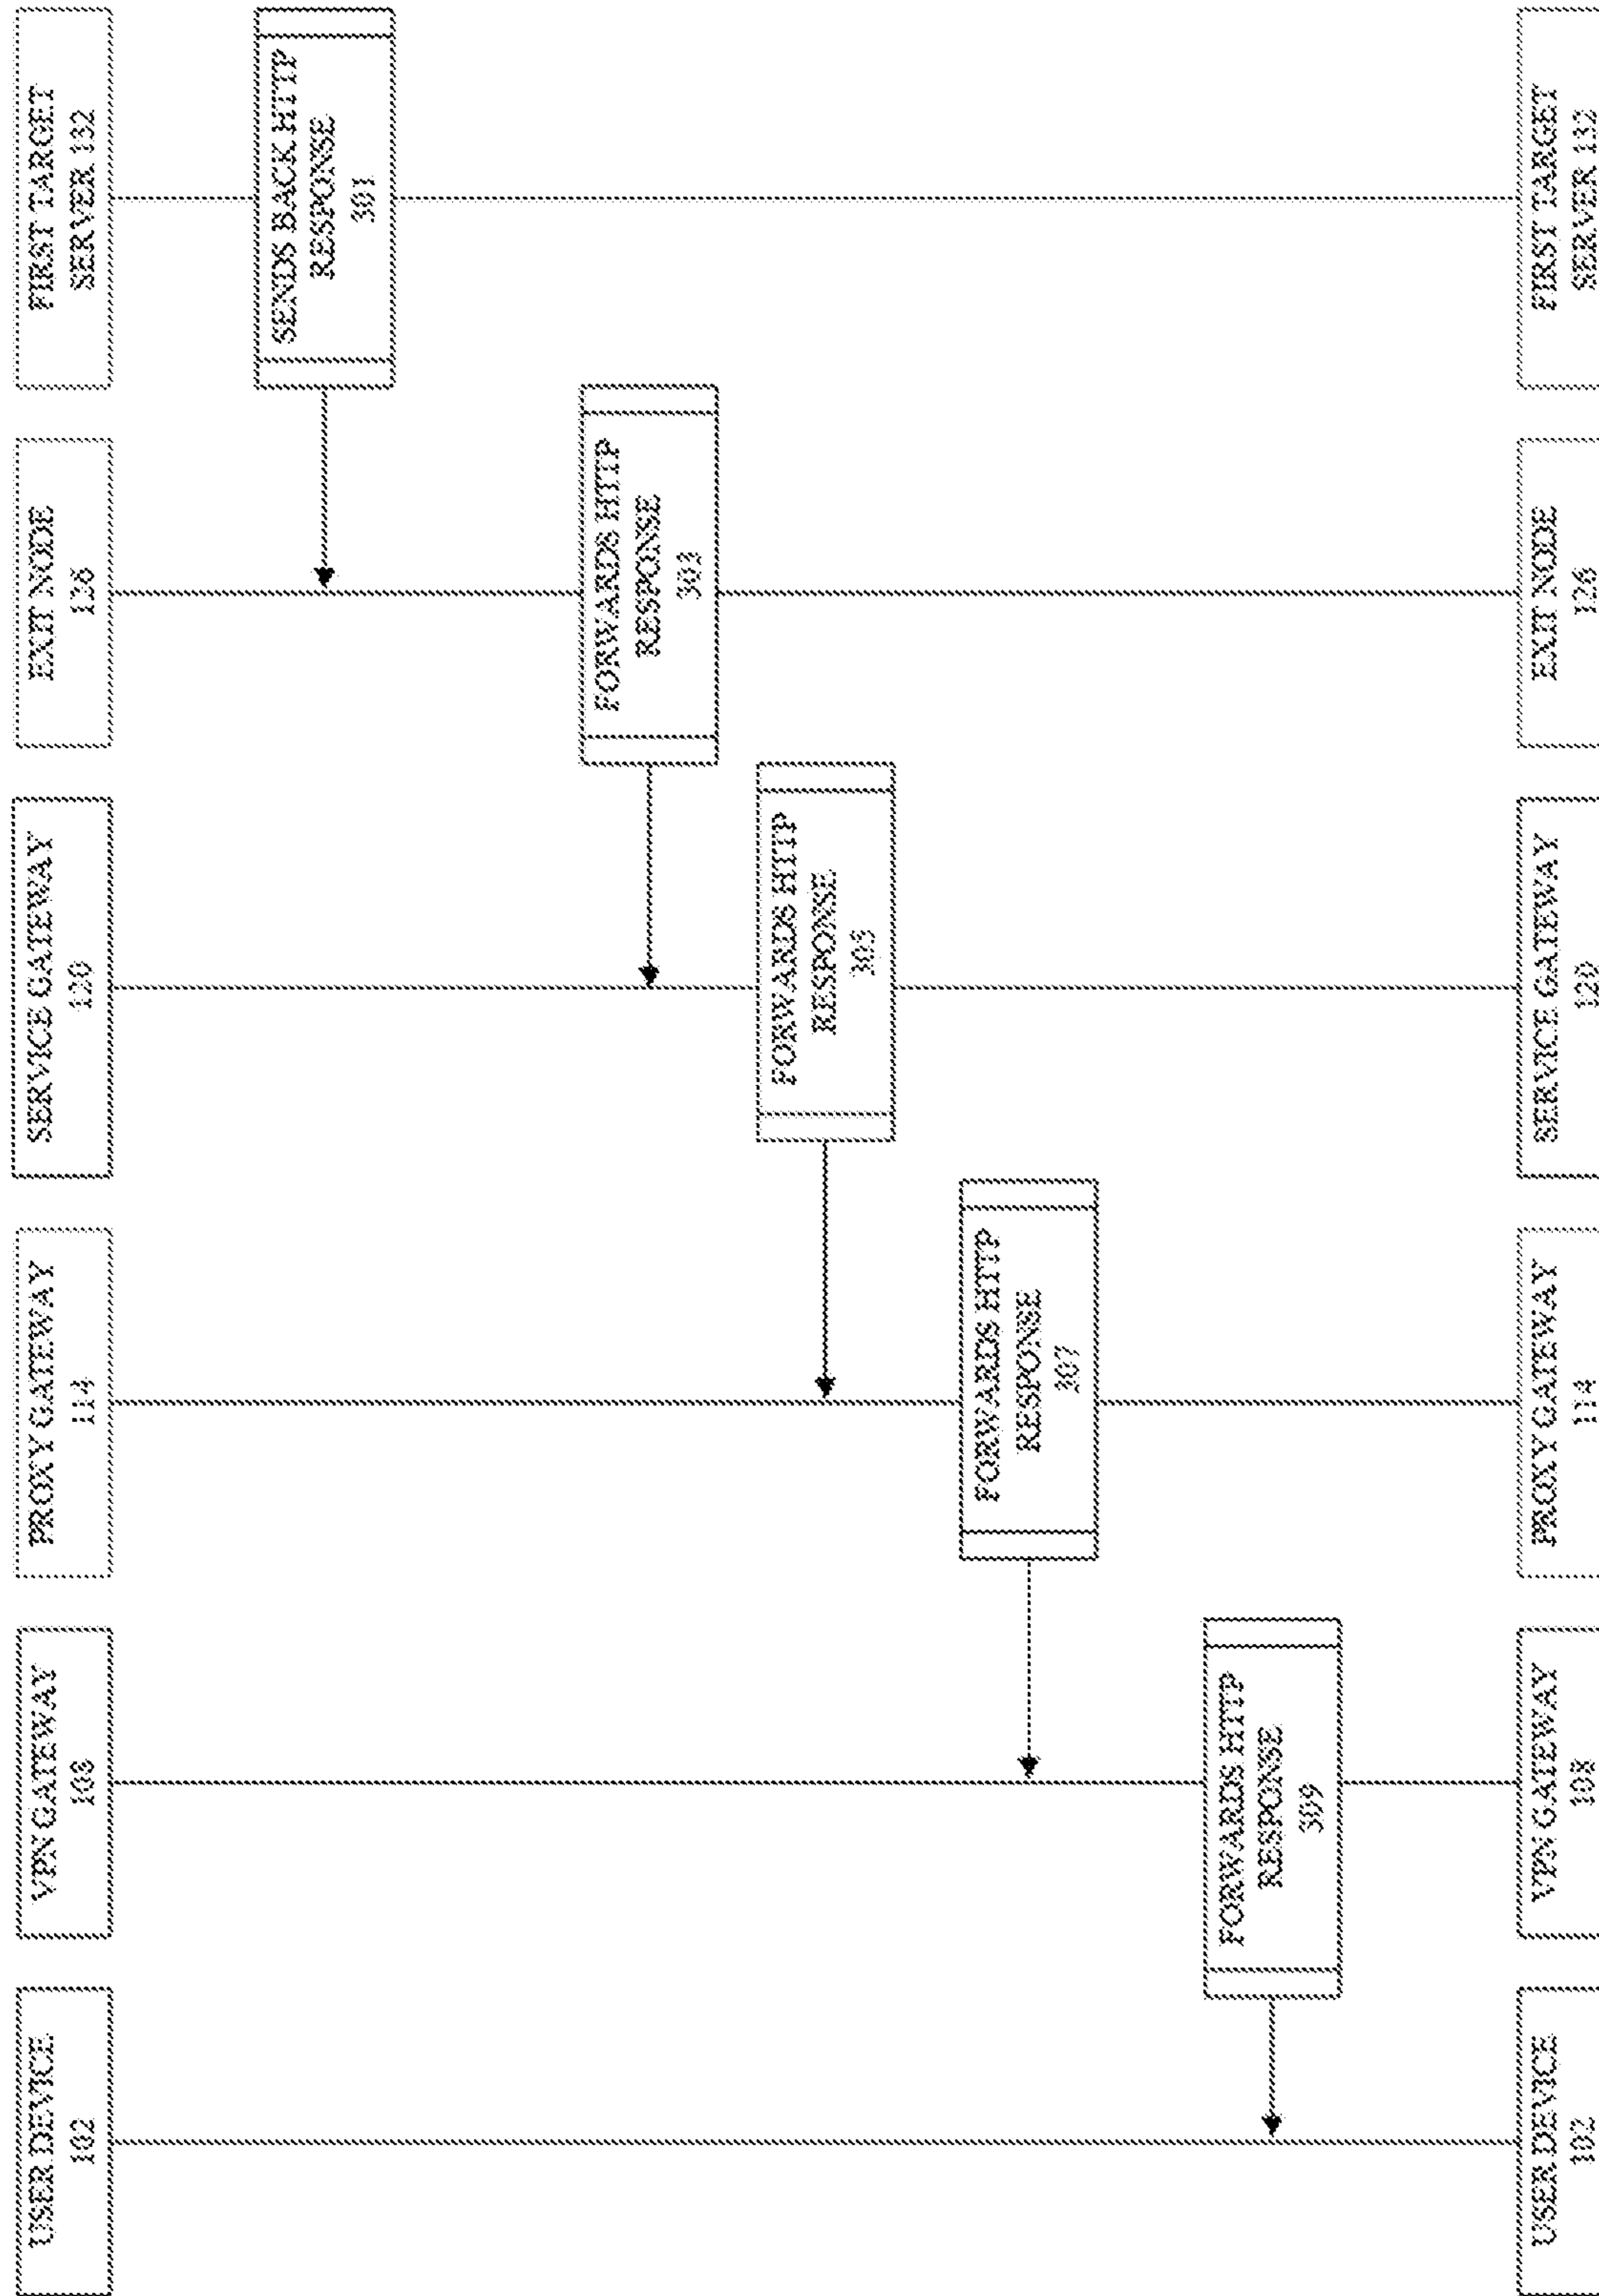 USER DEVICE
102
VPN GATEWAY
108
PROXY GATEWAY
114
SERVICE GATEWAY
120
EXIT NODE
126
FIRST TARGET
SERVER 132
SENDS BACK HTTP
RESPONSE
301
FORWARDS HTTP
RESPONSE
303
FORWARDS HTTP
RESPONSE
305
FORWARDS HTTP
RESPONSE
307
FORWARDS HTTP
RESPONSE
309
USER DEVICE
102
VPN GATEWAY
108
PROXY GATEWAY
114
SERVICE GATEWAY
120
EXIT NODE
126
FIRST TARGET
SERVER 132